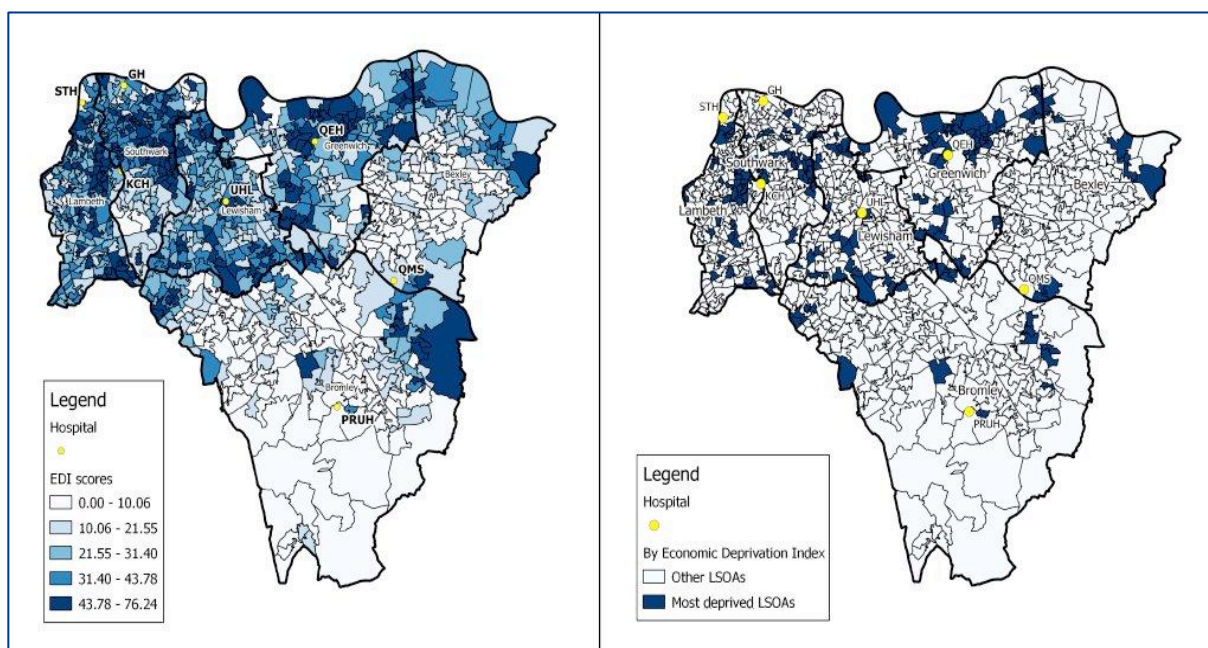 GH
STH
QEH
Greenwich
Southwark
Bexley
KCH
UHL
Lambeth
Lewisham
QMS
Bromley
PRUH
Legend
Hospital
EDI scores
0.00 - 10.06
10.06 - 21.55
21.55 - 31.40
31.40 - 43.78
43.78 - 76.24
GH
STH
QEH
Southwark
Greenwich
KCH
Bexley
UHL
Lambeth
Lewisham
QMS
Bromley
PRUH
Legend
Hospital
By Economic Deprivation Index
Other LSOAs
Most deprived LSOAs